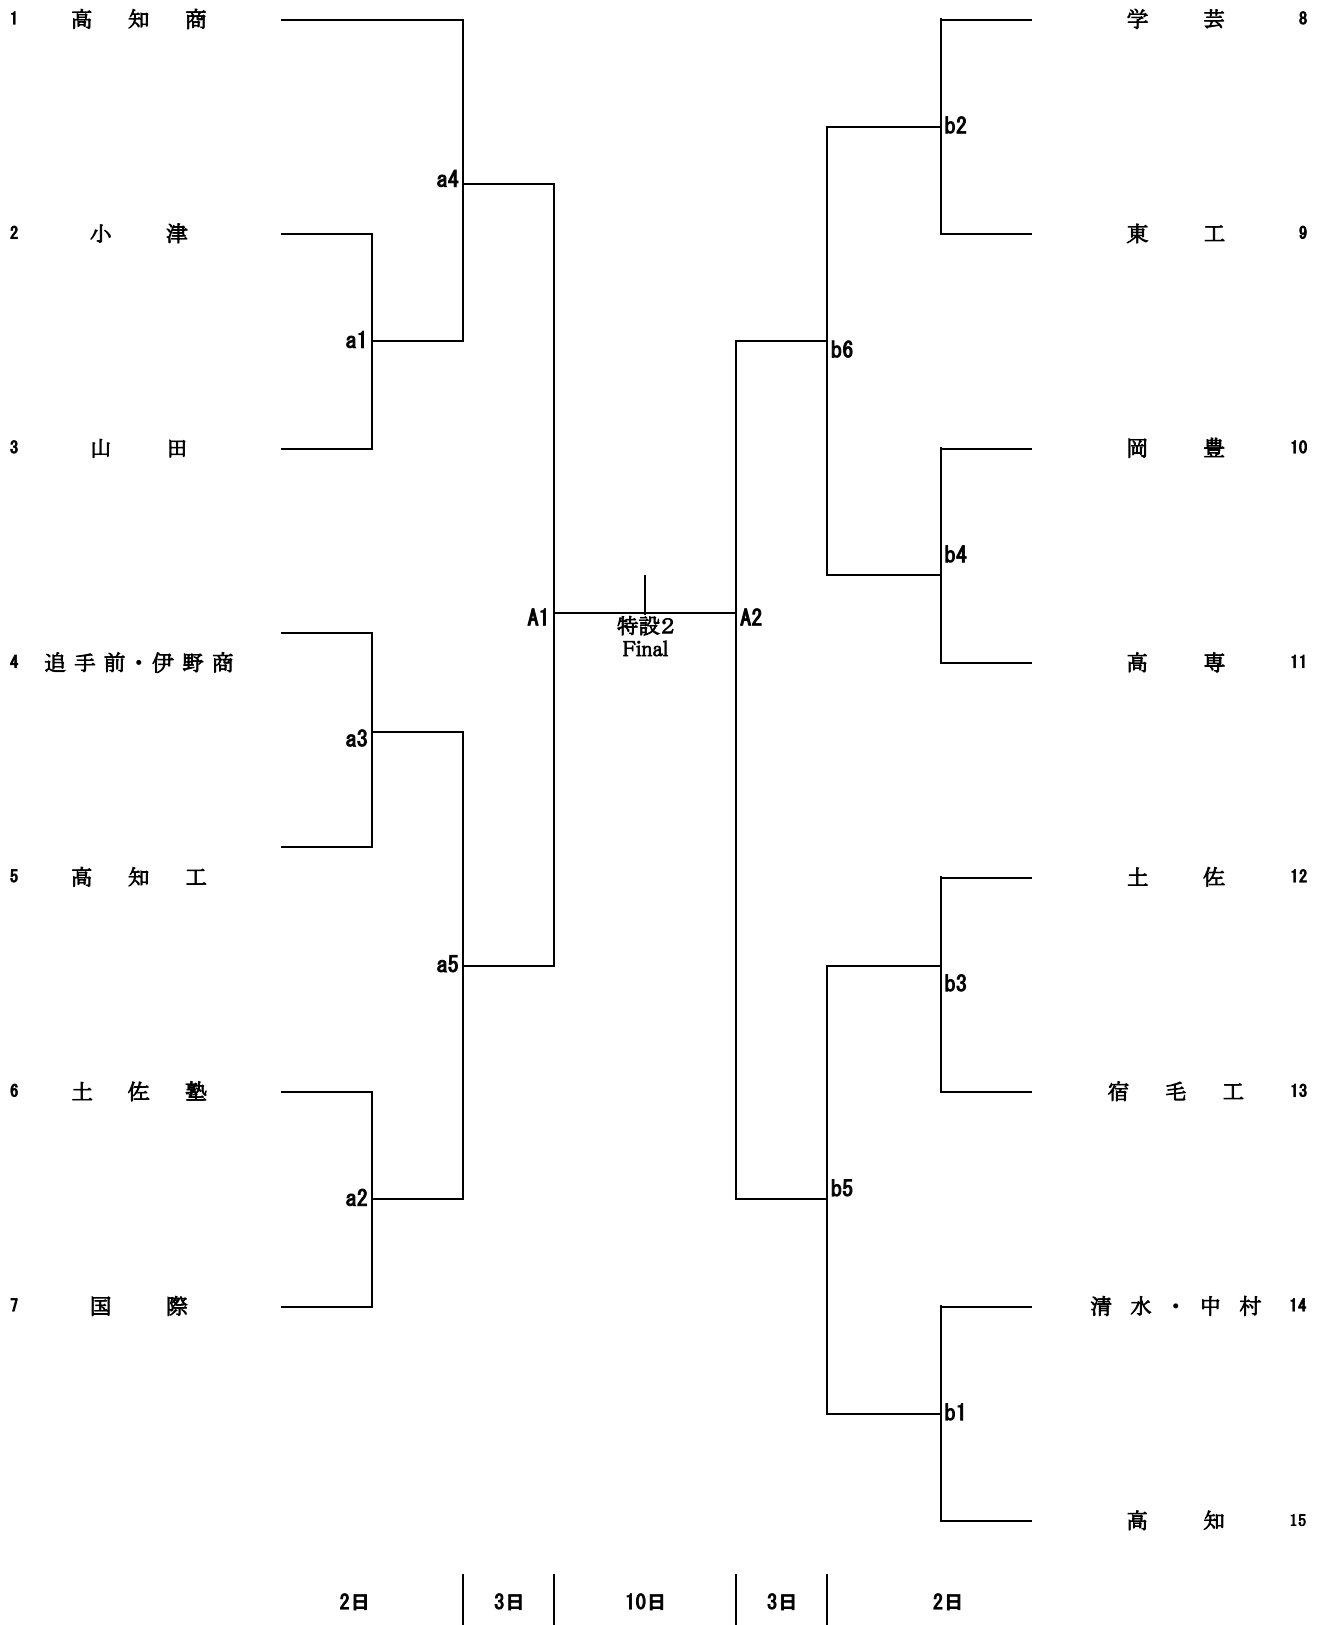 1 高知商
a4
2 小津
a1
3 山田
4 追手前・伊野商
a3
5 高知工
a5
6 土佐塾
a2
7 国際
A1
特設2
Final
A2
学芸 8
b2
東工 9
b6
岡豊 10
b4
高専 11
土佐 12
b3
宿毛工 13
b5
清水・中村 14
b1
高知 15
2日 3日 10日 3日 2日